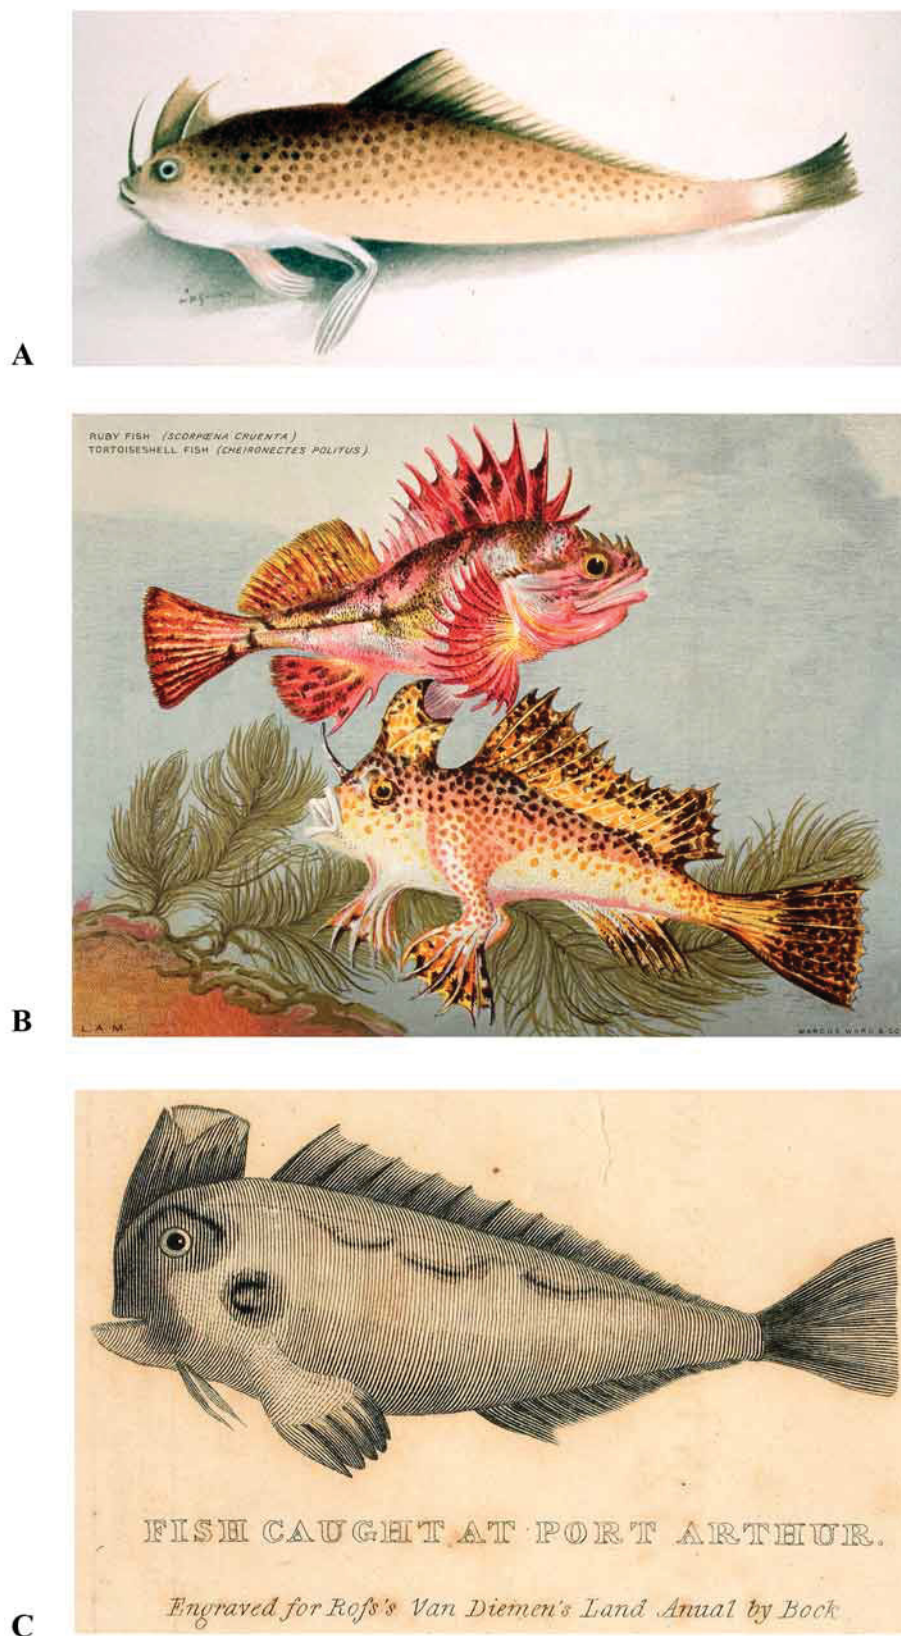 A
RUBY FISH (SCORPŒNA CRUENTA)
TORTOISESHELL FISH (CHEIRONECTES POLITUS)
L.A.M.
MARCUS WARD & CO
B
FISH CAUGHT AT PORT ARTHUR.
Engraved for Roſs's Van Diemen's Land Anual by Bock
C